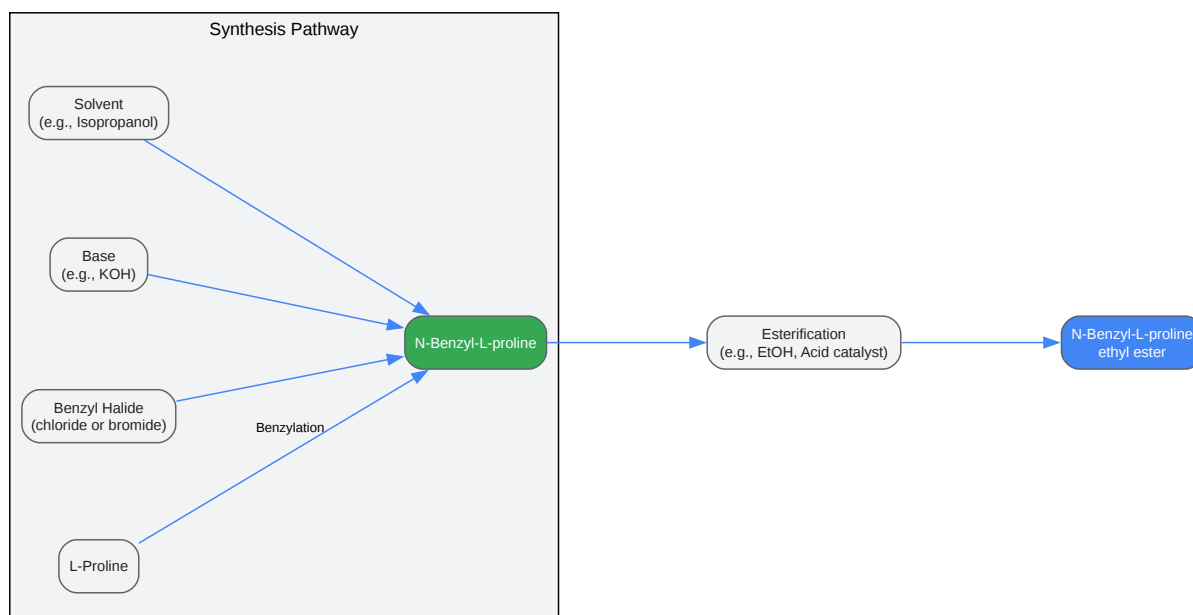 Synthesis Pathway
Solvent
(e.g., Isopropanol)
Base
(e.g., KOH)
Benzyl Halide
(chloride or bromide)
Benzylation
L-Proline
N-Benzyl-L-proline
Esterification
(e.g., EtOH, Acid catalyst)
N-Benzyl-L-proline
ethyl ester